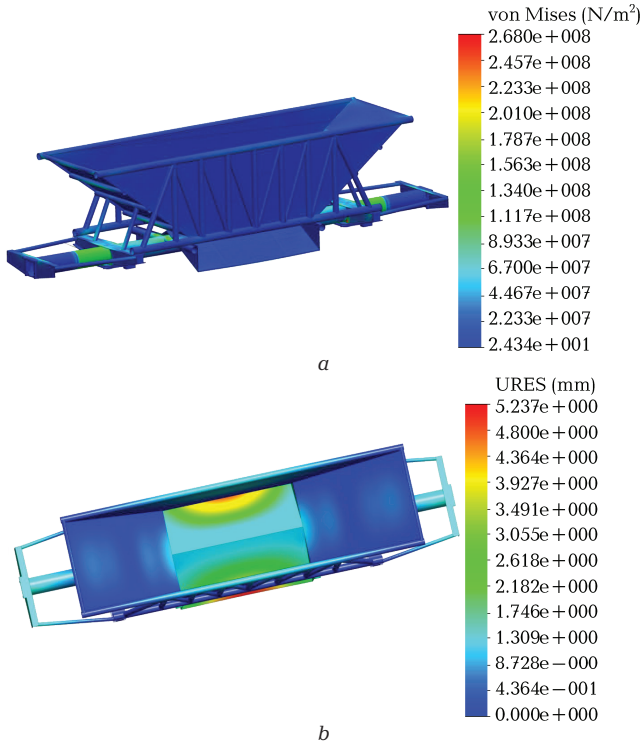 von Mises (N/m²)
2.680e+008
2.457e+008
2.233e+008
2.010e+008
1.787e+008
1.563e+008
1.340e+008
1.117e+008
8.933e+007
6.700e+007
4.467e+007
2.233e+007
2.434e+001
a
URES (mm)
5.237e+000
4.800e+000
4.364e+000
3.927e+000
3.491e+000
3.055e+000
2.618e+000
2.182e+000
1.746e+000
1.309e+000
8.728e−000
4.364e−001
0.000e+000
b